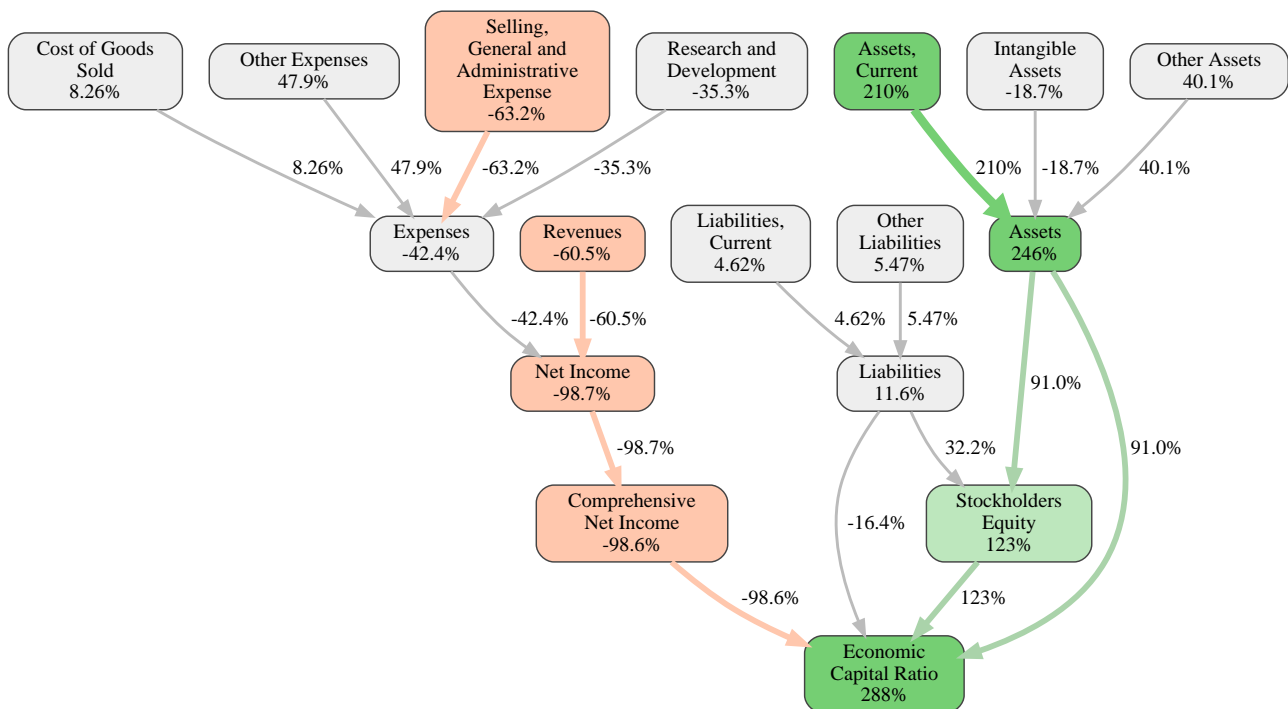 Cost of Goods
Sold
8.26%
Other Expenses
47.9%
Selling,
General and
Administrative
Expense
-63.2%
Research and
Development
-35.3%
Assets,
Current
210%
Intangible
Assets
-18.7%
Other Assets
40.1%
8.26%
47.9%
-63.2%
-35.3%
210%
-18.7%
40.1%
Expenses
-42.4%
Revenues
-60.5%
Liabilities,
Current
4.62%
Other
Liabilities
5.47%
Assets
246%
-42.4%
-60.5%
4.62%
5.47%
Net Income
-98.7%
Liabilities
11.6%
91.0%
-98.7%
32.2%
91.0%
Comprehensive
Net Income
-98.6%
-16.4%
Stockholders
Equity
123%
-98.6%
123%
Economic
Capital Ratio
288%